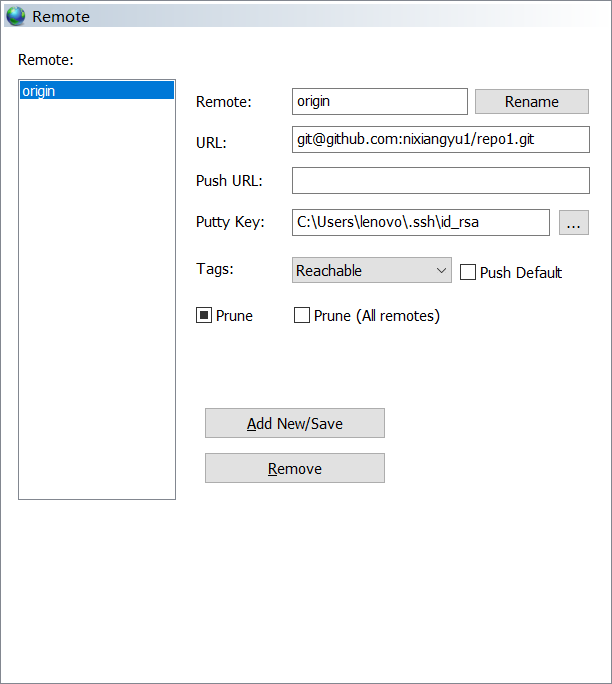 Remote
Remote:
origin
Remote: origin Rename
URL: git@github.com:nixiangyu1/repo1.git
Push URL:
Putty Key: C:\Users\lenovo\.ssh\id_rsa ...
Tags: Reachable Push Default
Prune Prune (All remotes)
Add New/Save
Remove